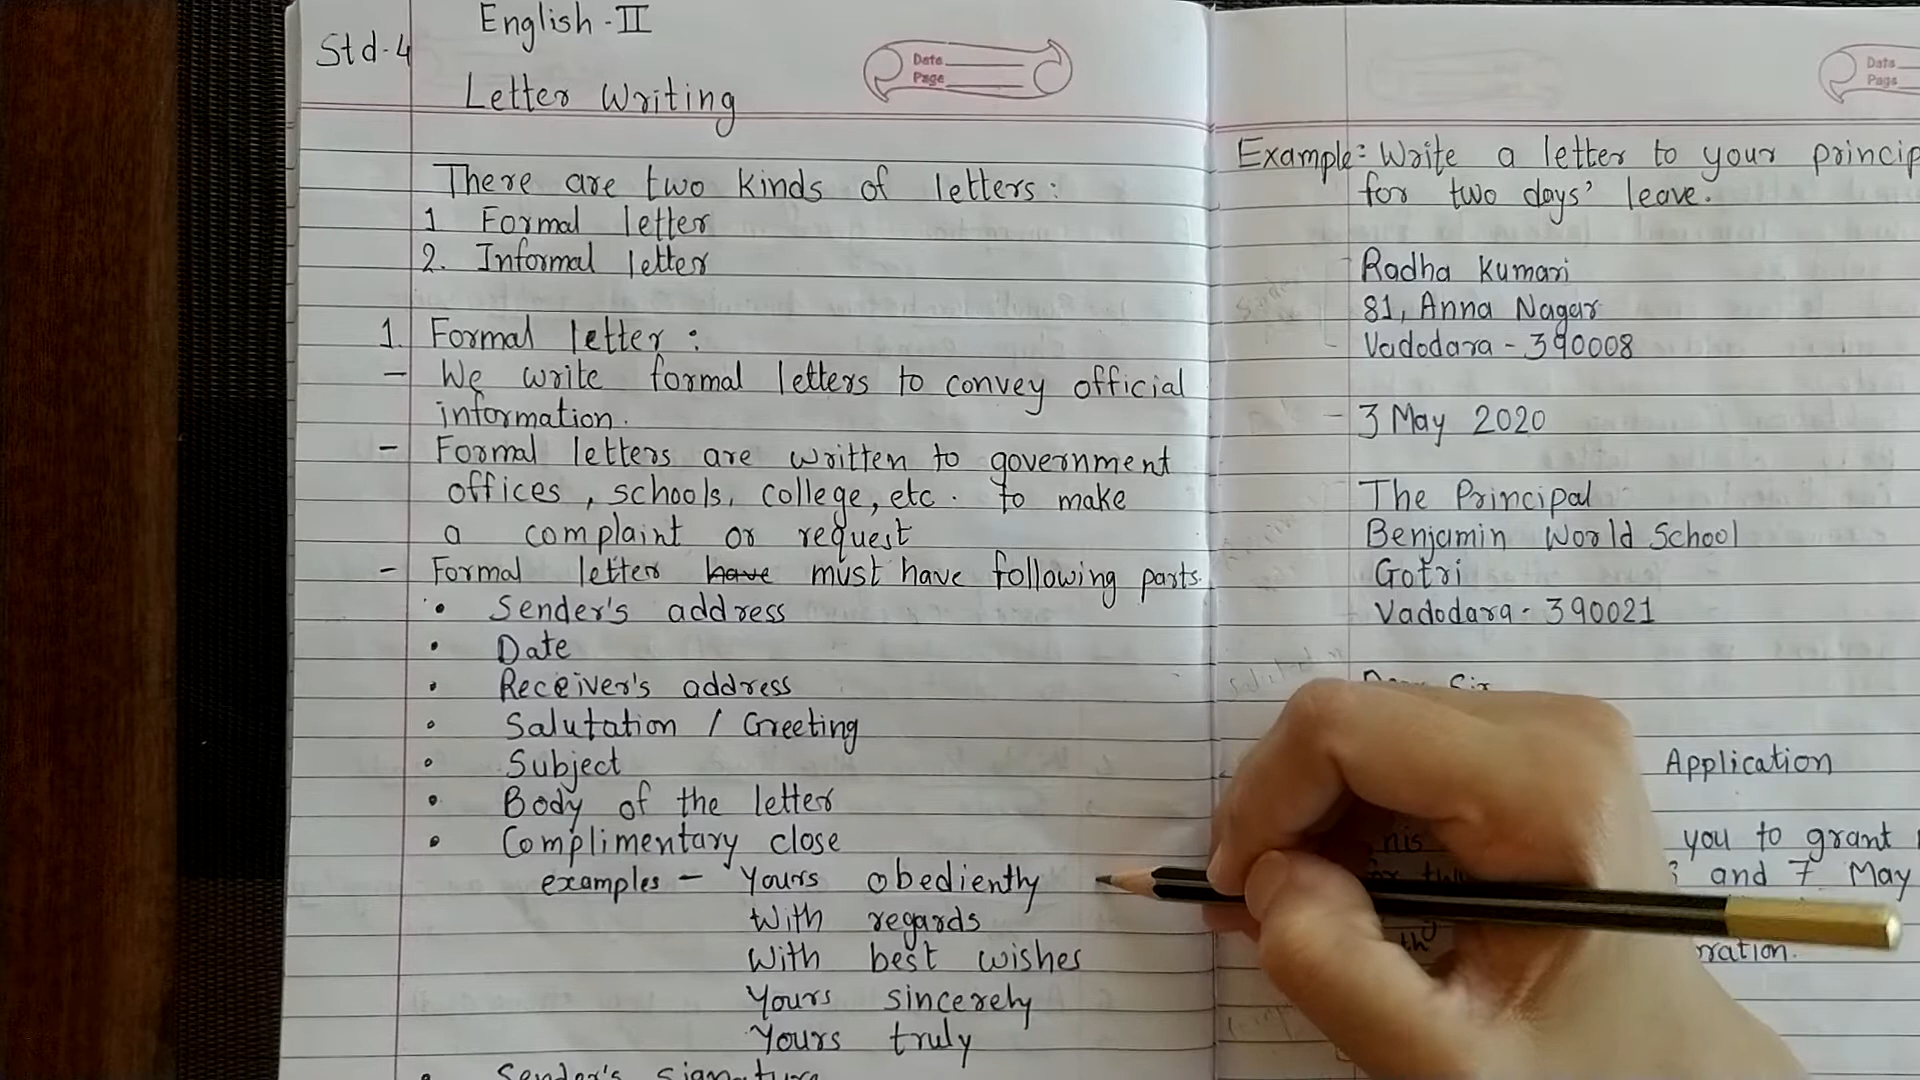 Std-4
English - II
Letter Writing
Date
Page
There are two kinds of letters:
1 Formal letter
2. Informal letter
1. Formal letter :
- We write formal letters to convey official
information.
- Formal letters are written to government
offices, schools, college, etc. to make
a complaint or request
- Formal letter have must have following parts.
• Sender's address
• Date
• Receiver's address
• Salutation / Greeting
• Subject
• Body of the letter
• Complimentary close
examples - Yours obediently
With regards
With best wishes
Yours sincerely
Yours truly
• Sender's signature
Date
Page
Example: Write a letter to your princip
for two days' leave.
Radha Kumari
81, Anna Nagar
Vadodara - 390008
3 May 2020
The Principal
Benjamin World School
Gotri
Vadodara - 390021
Dear Sir
Application
you to grant
and 7 May